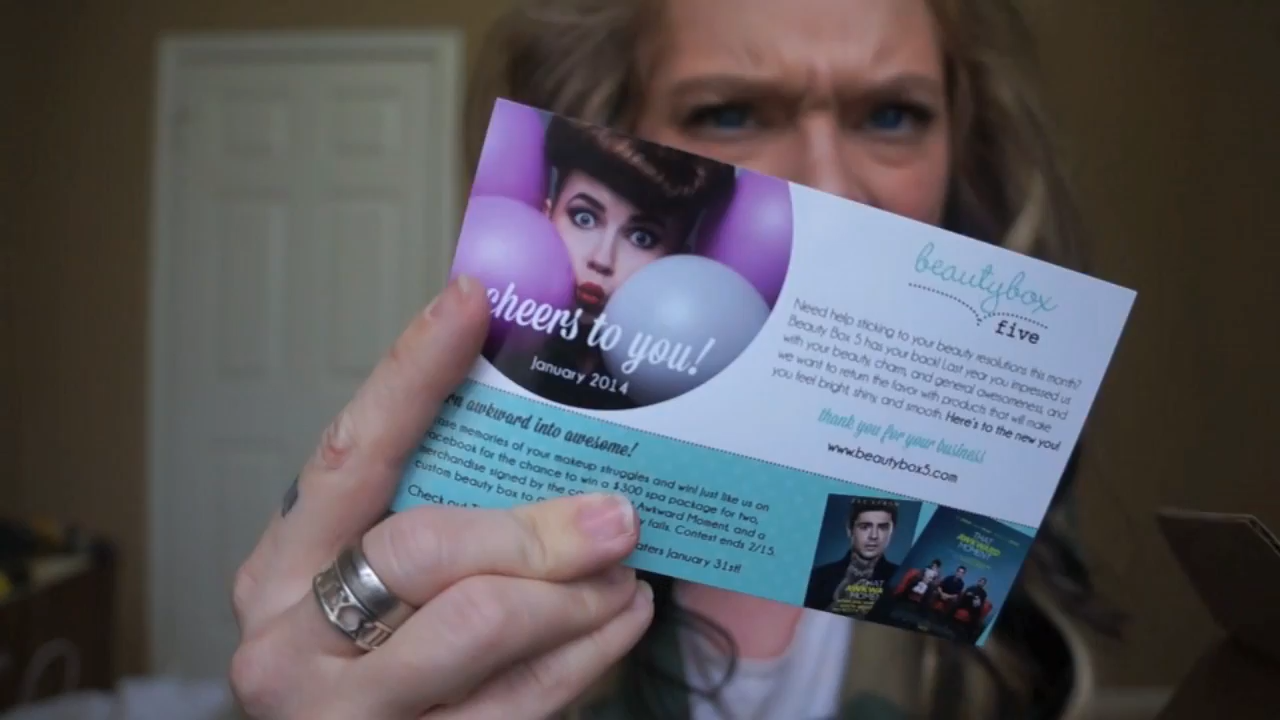 cheers to you!
January 2014
beautybox
five
Need help sticking to your beauty resolutions this month?
Beauty Box 5 has your back! Last year you impressed us
with your beauty, charm, and general awesomeness, and
we want to return the favor with products that will make
you feel bright, shiny, and smooth. Here's to the new you!
thank you for your business
www.beautybox5.com
awkward into awesome!
memories of your makeup struggles and win! Just like us on
acebook for the chance to win a $300 spa package for two,
merchandise signed by the Awkward Moment, and a
custom beauty box to falls. Contest ends 2/15.
Check out January 31st!
THAT
AWKWARD
MOMENT